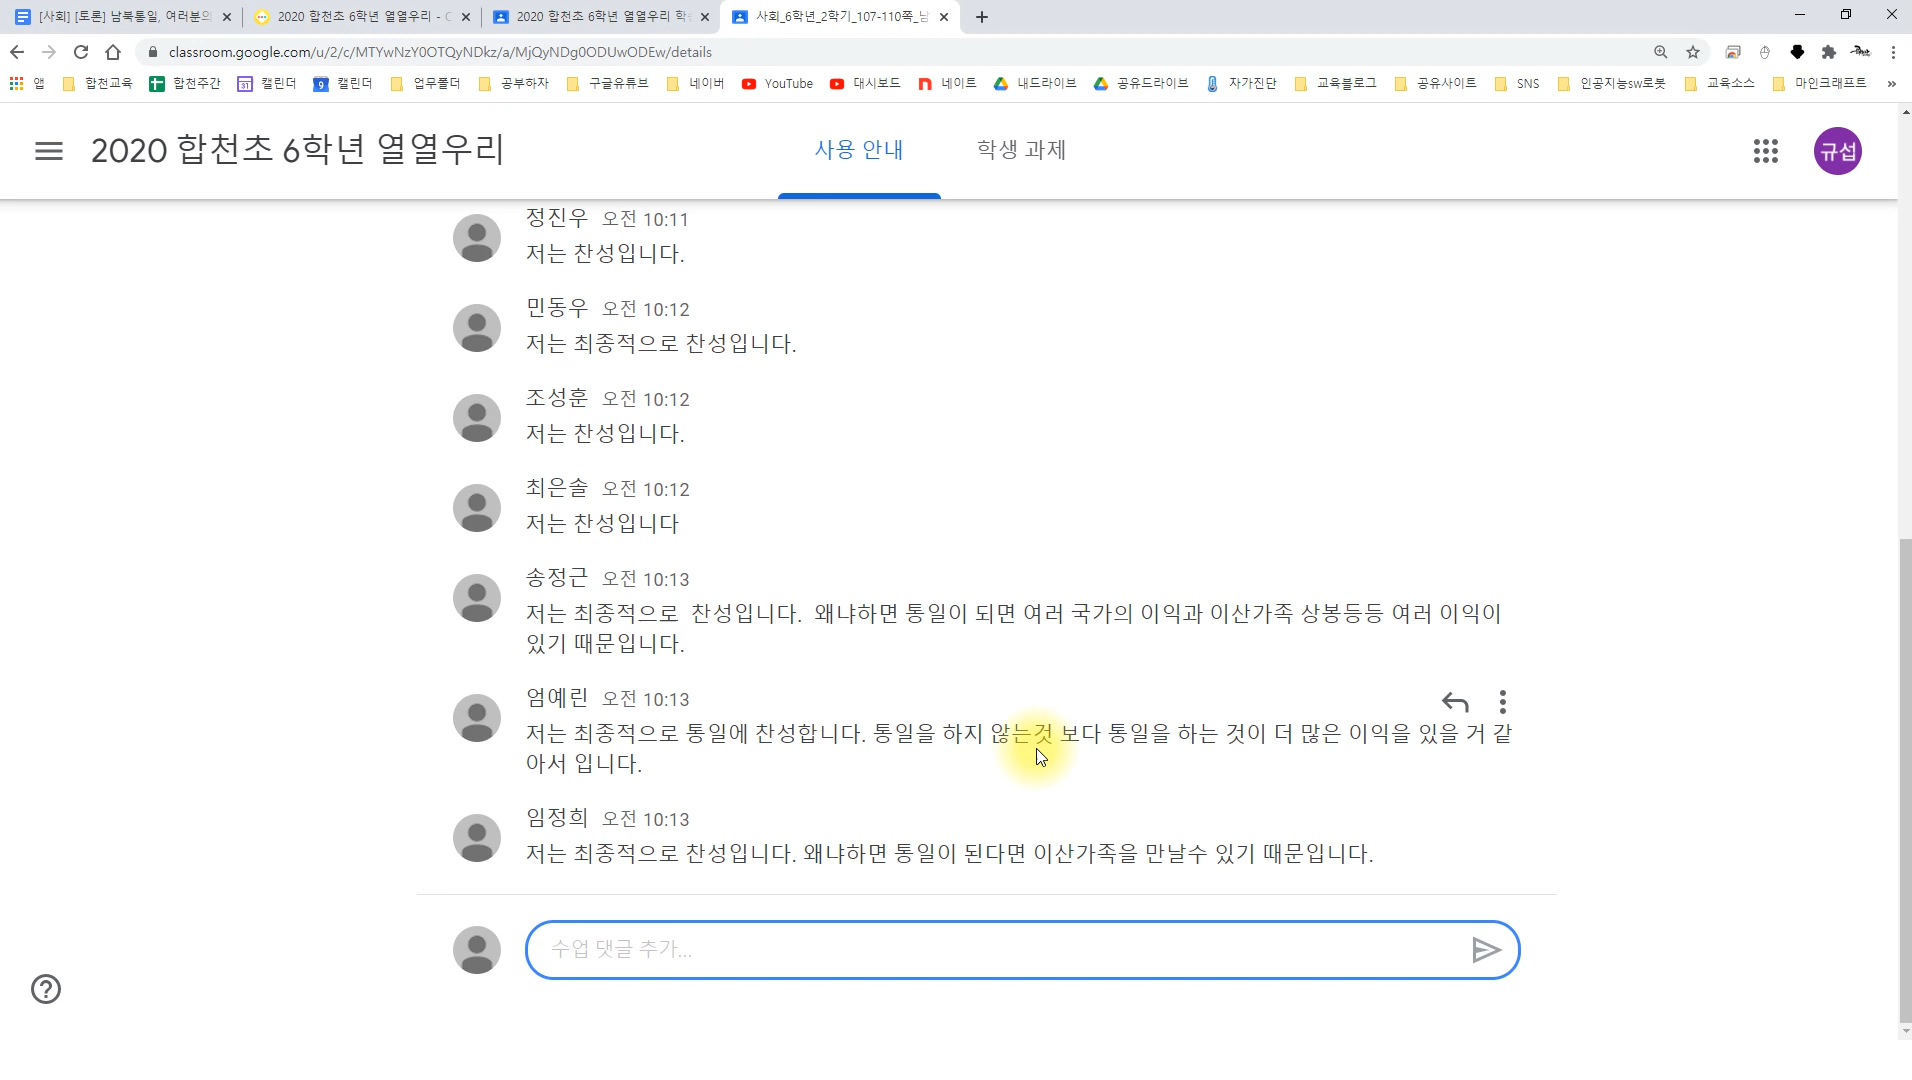 [사회] [토론] 남북통일, 여러분의
2020 합천초 6학년 열열우리 - C
2020 합천초 6학년 열열우리 학
사회_6학년_2학기_107-110쪽_남
classroom.google.com/u/2/c/MTYwNzY0OTQyNDkz/a/MjQyNDg0ODUwODEw/details
앱 합천교육 합천주간 31 캘린더 9 캘린더 업무폴더 공부하자 구글유튜브 네이버 YouTube 대시보드 네이트 내드라이브 공유드라이브 자가진단 교육블로그 공유사이트 SNS 인공지능sw로봇 교육소스 마인크래프트 »
2020 합천초 6학년 열열우리
사용 안내
학생 과제
규섭
정진우 오전 10:11
저는 찬성입니다.
민동우 오전 10:12
저는 최종적으로 찬성입니다.
조성훈 오전 10:12
저는 찬성입니다.
최은솔 오전 10:12
저는 찬성입니다
송정근 오전 10:13
저는 최종적으로 찬성입니다. 왜냐하면 통일이 되면 여러 국가의 이익과 이산가족 상봉등등 여러 이익이
있기 때문입니다.
엄예린 오전 10:13
저는 최종적으로 통일에 찬성합니다. 통일을 하지 않는것 보다 통일을 하는 것이 더 많은 이익을 있을 거 같
아서 입니다.
임정희 오전 10:13
저는 최종적으로 찬성입니다. 왜냐하면 통일이 된다면 이산가족을 만날수 있기 때문입니다.
수업 댓글 추가...